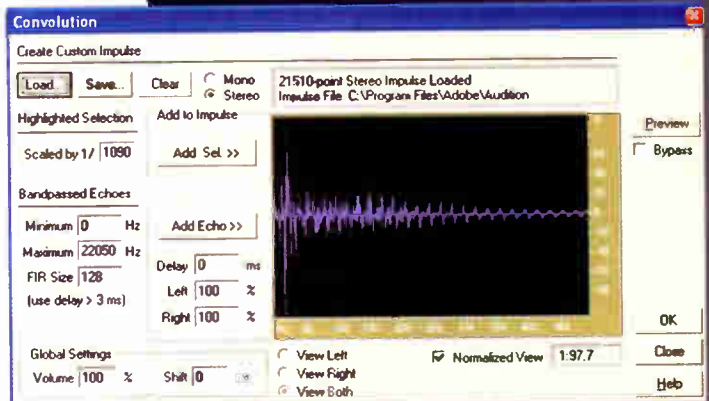 Convolution
Create Custom Impulse
Load... Save... Clear Mono
Stereo
21510-point Stereo Impulse Loaded
Impulse File C:\Program Files\Adobe\Audition
Highlighted Selection
Scaled by 1/ 1090
Add to Impulse
Add Sel. >>
Bandpassed Echoes
Minimum 0 Hz
Maximum 22050 Hz
FIR Size 128
(use delay > 3 ms)
Add Echo >>
Delay 0 ms
Left 100 %
Right 100 %
Preview
Bypass
Global Settings
Volume 100 % Shift 0
View Left
View Right
View Both
Normalized View 1:97.7
OK
Close
Help